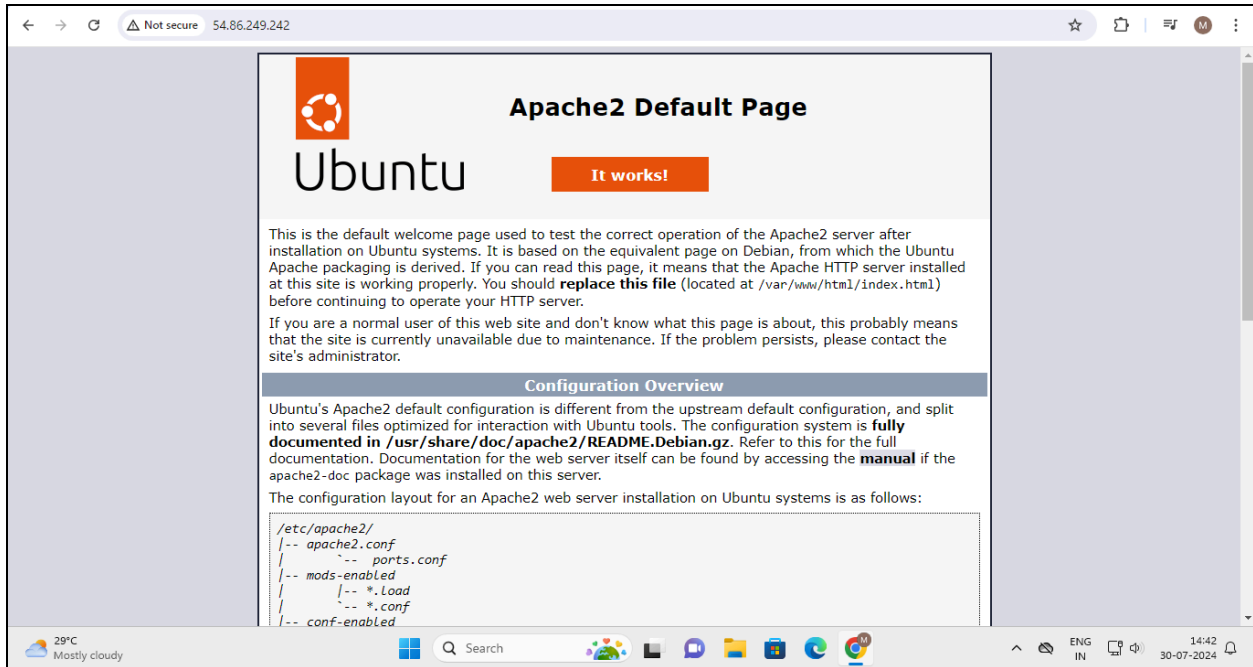 Not secure 54.86.249.242
M
Apache2 Default Page
Ubuntu
It works!
This is the default welcome page used to test the correct operation of the Apache2 server after
installation on Ubuntu systems. It is based on the equivalent page on Debian, from which the Ubuntu
Apache packaging is derived. If you can read this page, it means that the Apache HTTP server installed
at this site is working properly. You should replace this file (located at /var/www/html/index.html)
before continuing to operate your HTTP server.
If you are a normal user of this web site and don't know what this page is about, this probably means
that the site is currently unavailable due to maintenance. If the problem persists, please contact the
site's administrator.
Configuration Overview
Ubuntu's Apache2 default configuration is different from the upstream default configuration, and split
into several files optimized for interaction with Ubuntu tools. The configuration system is fully
documented in /usr/share/doc/apache2/README.Debian.gz. Refer to this for the full
documentation. Documentation for the web server itself can be found by accessing the manual if the
apache2-doc package was installed on this server.
The configuration layout for an Apache2 web server installation on Ubuntu systems is as follows:
/etc/apache2/
|-- apache2.conf
|       `--  ports.conf
|-- mods-enabled
|       |-- *.load
|       `-- *.conf
|-- conf-enabled
29°C
Mostly cloudy
Search
M
ENG
IN
14:42
30-07-2024